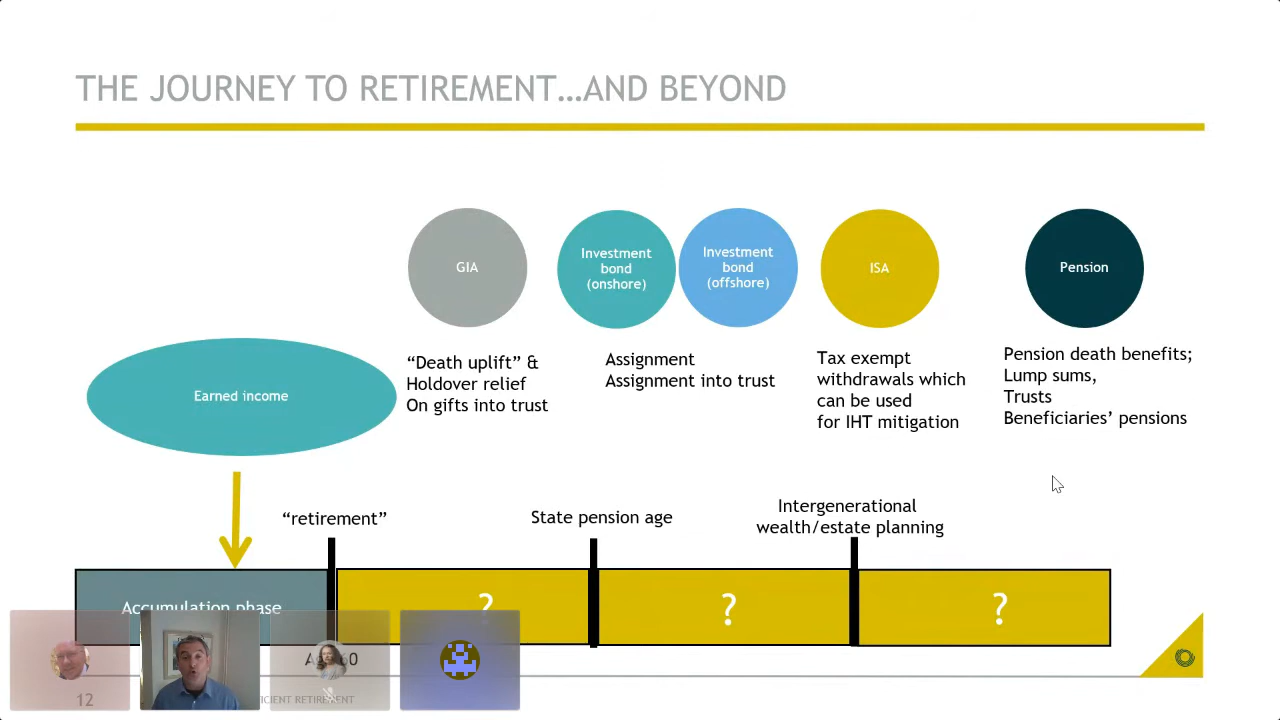 THE JOURNEY TO RETIREMENT...AND BEYOND
GIA
Investment
bond
(onshore)
Investment
bond
(offshore)
ISA
Pension
“Death uplift” &
Holdover relief
On gifts into trust
Assignment
Assignment into trust
Tax exempt
withdrawals which
can be used
for IHT mitigation
Pension death benefits;
Lump sums,
Trusts
Beneficiaries’ pensions
Earned income
“retirement”
State pension age
Intergenerational
wealth/estate planning
Accumulation phase
?
?
?
12
RETIREMENT